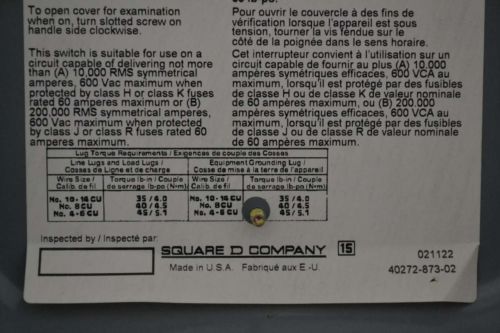 To open cover for examination
when on, turn slotted screw on
handle side clockwise.
This switch is suitable for use on a
circuit capable of delivering not more
than (A) 10,000 RMS symmetrical
amperes, 600 Vac maximum when
protected by class H or class K fuses
rated 60 amperes maximum or (B)
200,000 RMS symmetrical amperes,
600 Vac maximum when protected
by class J or class R fuses rated 60
amperes maximum.
Pour ouvrir le couvercle à des fins de
vérification lorsque l'appareil est sous
tension, tourner la vis fendue sur le
côté de la poignée dans le sens horaire.
Cet interrupteur convient à l'utilisation sur un
circuit capable de fournir au plus (A) 10.000
ampères symétriques efficaces, 600 VCA au
maximum, lorsqu'il est protégé par des fusibles
de classe H ou de classe K de valeur nominale
de 60 ampères maximum, ou (B) 200.000
ampères symétriques efficaces, 600 VCA au
maximum, lorsqu'il est protégé par des fusibles
de classe J ou de classe R de valeur nominale
de 60 ampères maximum.
Lug Torque Requirements / Exigences de couple des Cosses
Line Lugs and Load Lugs / Equipment Grounding Lug /
Cosses de Ligne et de charge Cosse de mise à la terre de l'appareil
Wire Size / Torque lb-in / Couple Wire Size / Torque lb-in / Couple
Calib. de fil de serrage lb-po (N•m) Calib. de fil de serrage lb-po (N•m)
No. 10-14 CU 35 / 4.0 No. 10-14 CU 35 / 4.0
No. 8 CU 40 / 4.5 No. 8 CU 40 / 4.5
No. 4-6 CU 45 / 5.1 No. 4-6 CU 45 / 5.1
Inspected by / Inspecté par:
SQUARE D COMPANY 15
Made in U.S.A. Fabriqué aux E.-U.
021122
40272-873-02